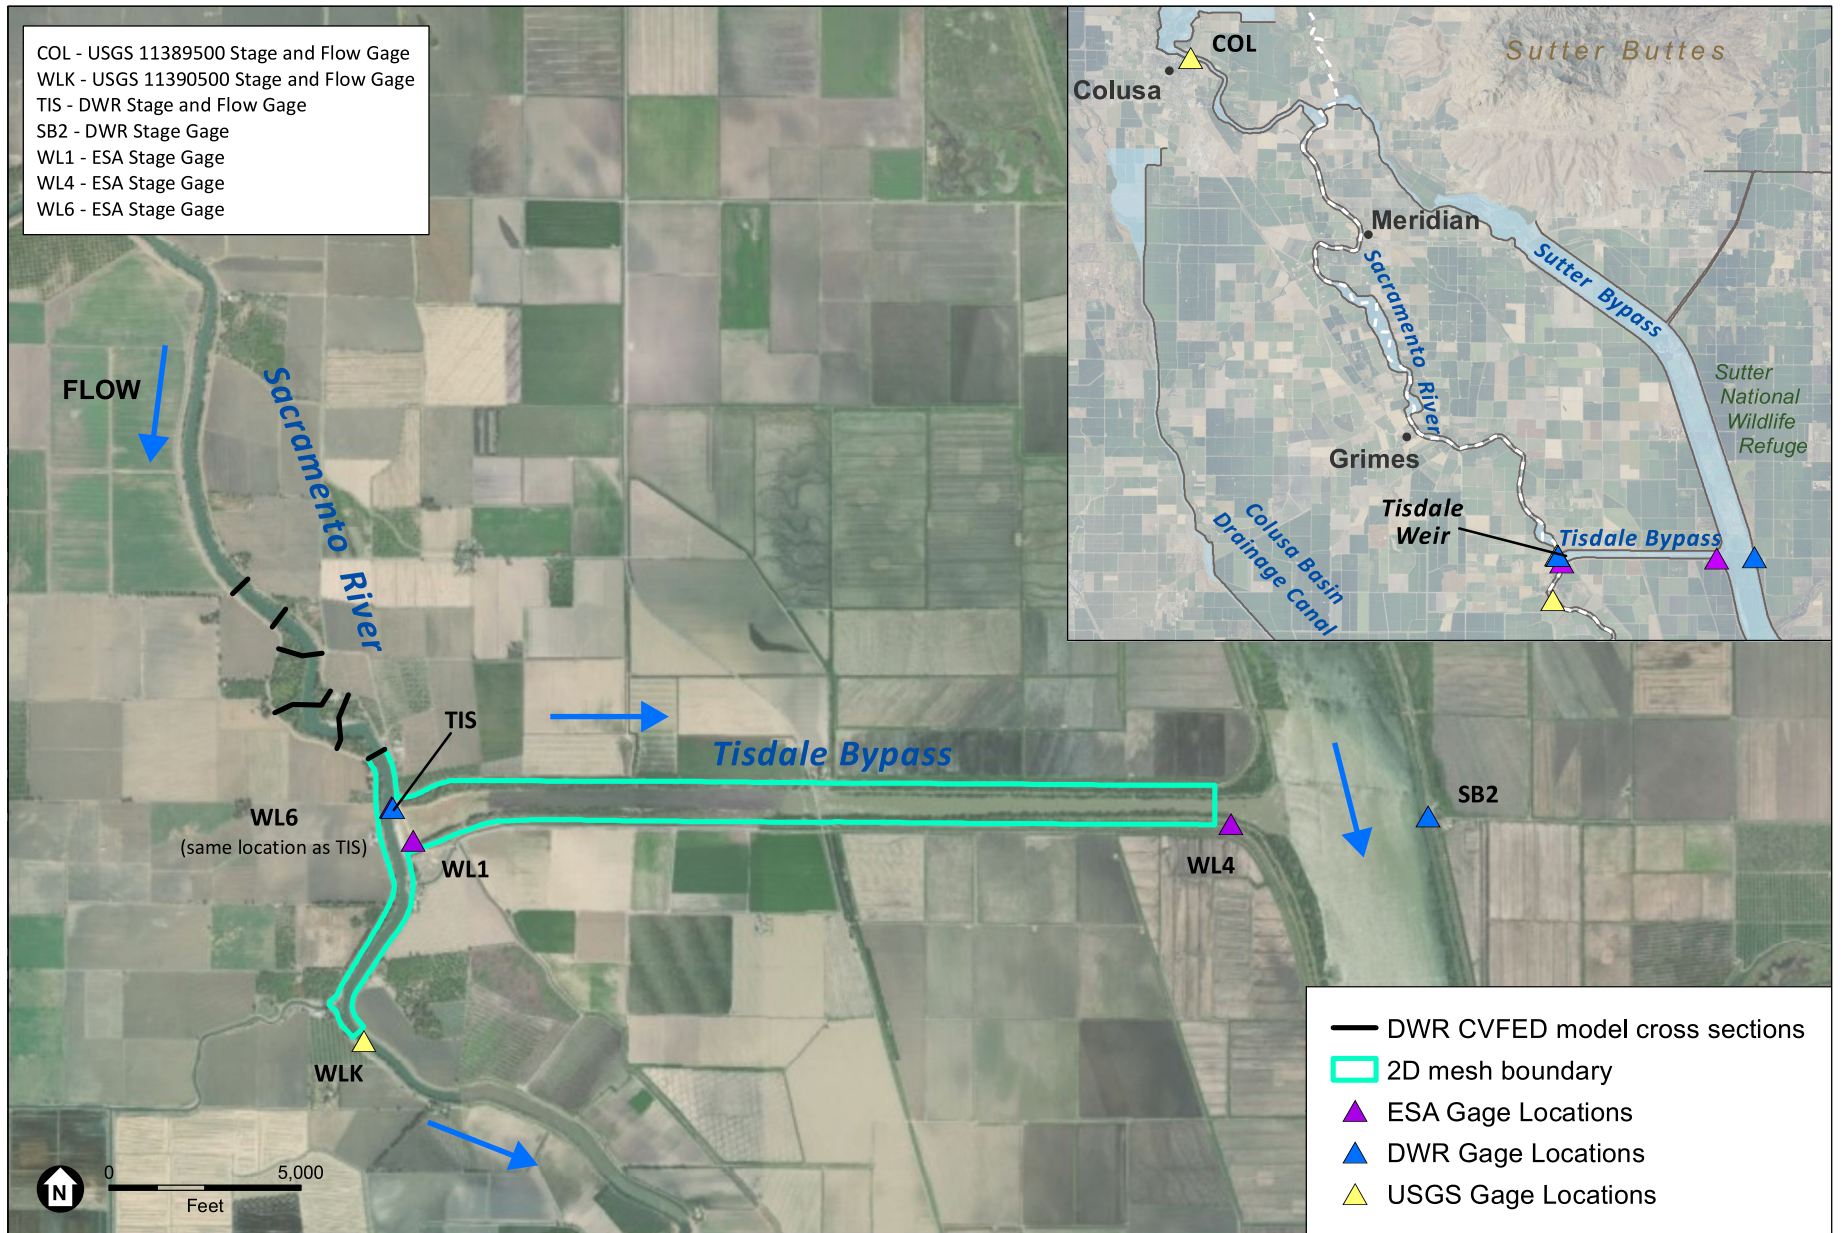 COL - USGS 11389500 Stage and Flow Gage
WLK - USGS 11390500 Stage and Flow Gage
TIS - DWR Stage and Flow Gage
SB2 - DWR Stage Gage
WL1 - ESA Stage Gage
WL4 - ESA Stage Gage
WL6 - ESA Stage Gage
COL
Colusa
Sutter Buttes
Meridian
Sacramento River
Sutter Bypass
Sutter
National
Wildlife
Refuge
Grimes
Tisdale
Weir
Tisdale Bypass
Colusa Basin
Drainage Canal
FLOW
Sacramento River
TIS
Tisdale Bypass
WL6
(same location as TIS)
WL1
WL4
SB2
WLK
N
0 5,000
Feet
DWR CVFED model cross sections
2D mesh boundary
ESA Gage Locations
DWR Gage Locations
USGS Gage Locations